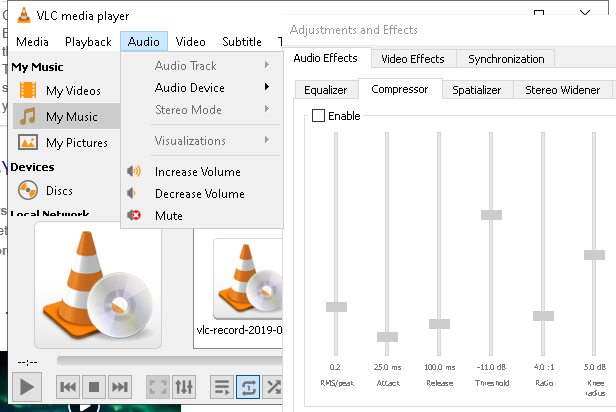 VLC media player
Media Playback Audio Video Subtitle
My Music
My Videos
My Music
My Pictures
Devices
Discs
Local Network
Audio Track
Audio Device
Stereo Mode
Visualizations
Increase Volume
Decrease Volume
Mute
vlc-record-2019-0
--:--
Adjustments and Effects
Audio Effects Video Effects Synchronization
Equalizer Compressor Spatializer Stereo Widener
Enable
0.2 25.0 ms 100.0 ms -11.0 dB 4.0 :1 5.0 dB
RMS/peak Attack Release Threshold Ratio Knee
radius